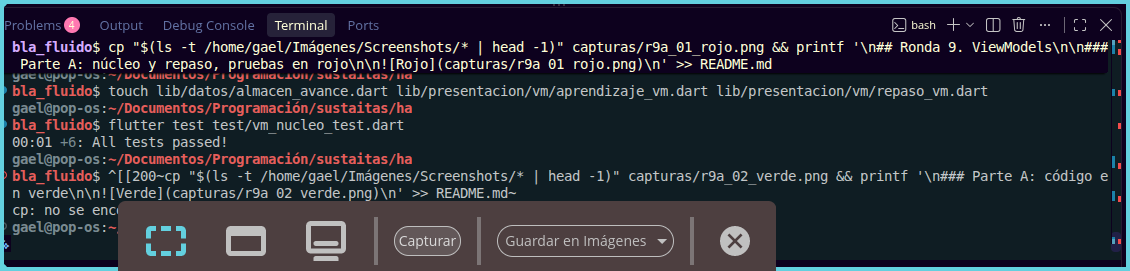 Problems 4 Output Debug Console Terminal Ports bash
bla_fluido$ cp "$(ls -t /home/gael/Imágenes/Screenshots/* | head -1)" capturas/r9a_01_rojo.png && printf '\n## Ronda 9. ViewModels\n\n###
Parte A: núcleo y repaso, pruebas en rojo\n\n![Rojo](capturas/r9a_01_rojo.png)\n' >> README.md
gael@pop-os:~/Documentos/Programación/sustaitas/ha
bla_fluido$ touch lib/datos/almacen_avance.dart lib/presentacion/vm/aprendizaje_vm.dart lib/presentacion/vm/repaso_vm.dart
gael@pop-os:~/Documentos/Programación/sustaitas/ha
bla_fluido$ flutter test test/vm_nucleo_test.dart
00:01 +6: All tests passed!
gael@pop-os:~/Documentos/Programación/sustaitas/ha
bla_fluido$ ^[[200~cp "$(ls -t /home/gael/Imágenes/Screenshots/* | head -1)" capturas/r9a_02_verde.png && printf '\n### Parte A: código e
n verde\n\n![Verde](capturas/r9a_02_verde.png)\n' >> README.md~
cp: no se enc
gael@pop-os:~
Capturar Guardar en Imágenes